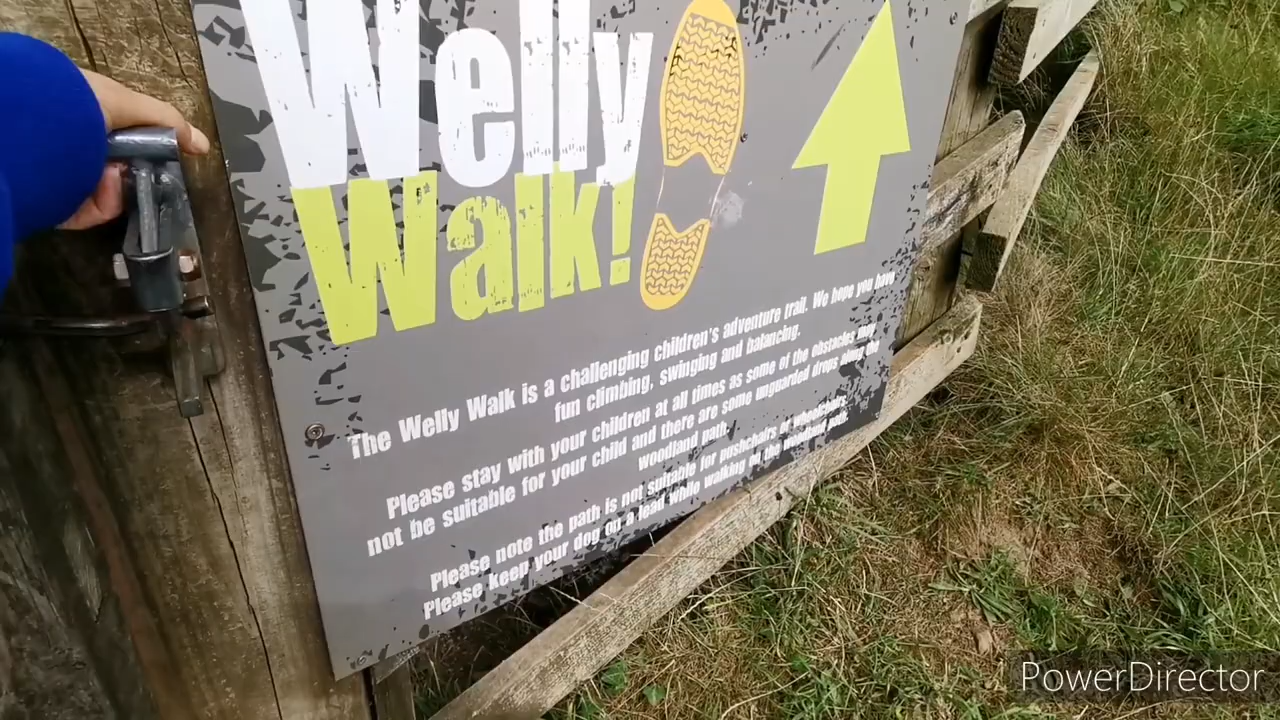 Welly
Walk!
The Welly Walk is a challenging children's adventure trail. We hope you have
fun climbing, swinging and balancing.
Please stay with your children at all times as some of the obstacles may
not be suitable for your child and there are some unguarded drops along the
woodland path.
Please note the path is not suitable for pushchairs or wheelchairs.
Please keep your dog on a lead while walking on the woodland path.
PowerDirector